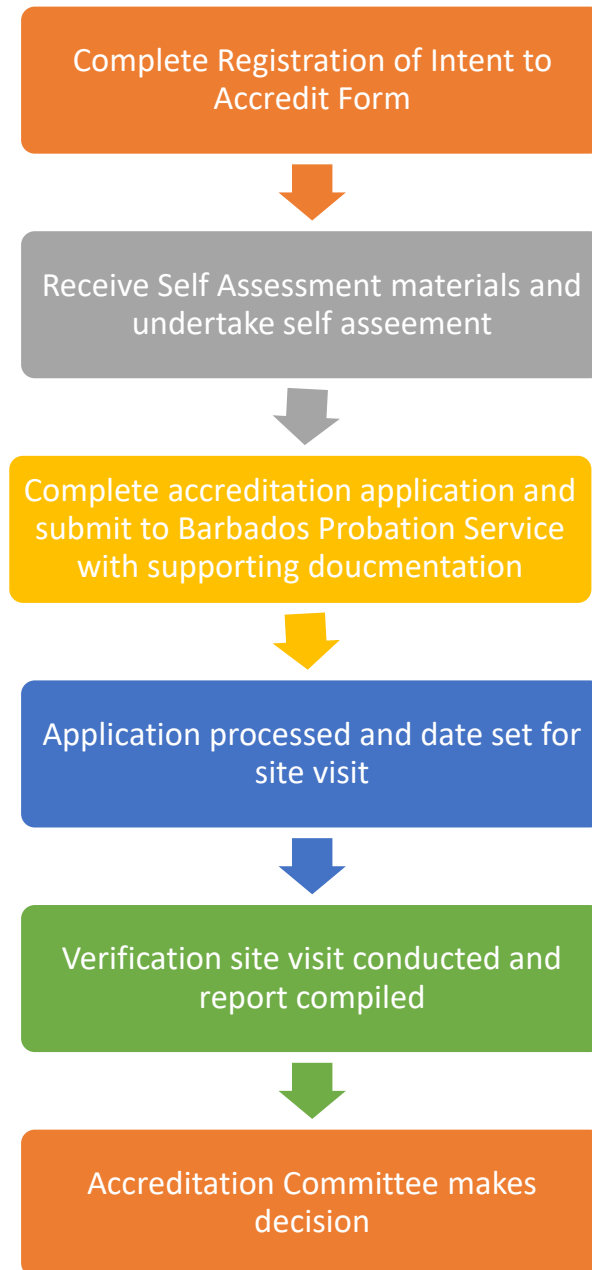 Complete Registration of Intent to
Accredit Form
Receive Self Assessment materials and
undertake self asseement
Complete accreditation application and
submit to Barbados Probation Service
with supporting doucmentation
Application processed and date set for
site visit
Verification site visit conducted and
report compiled
Accreditation Committee makes
decision